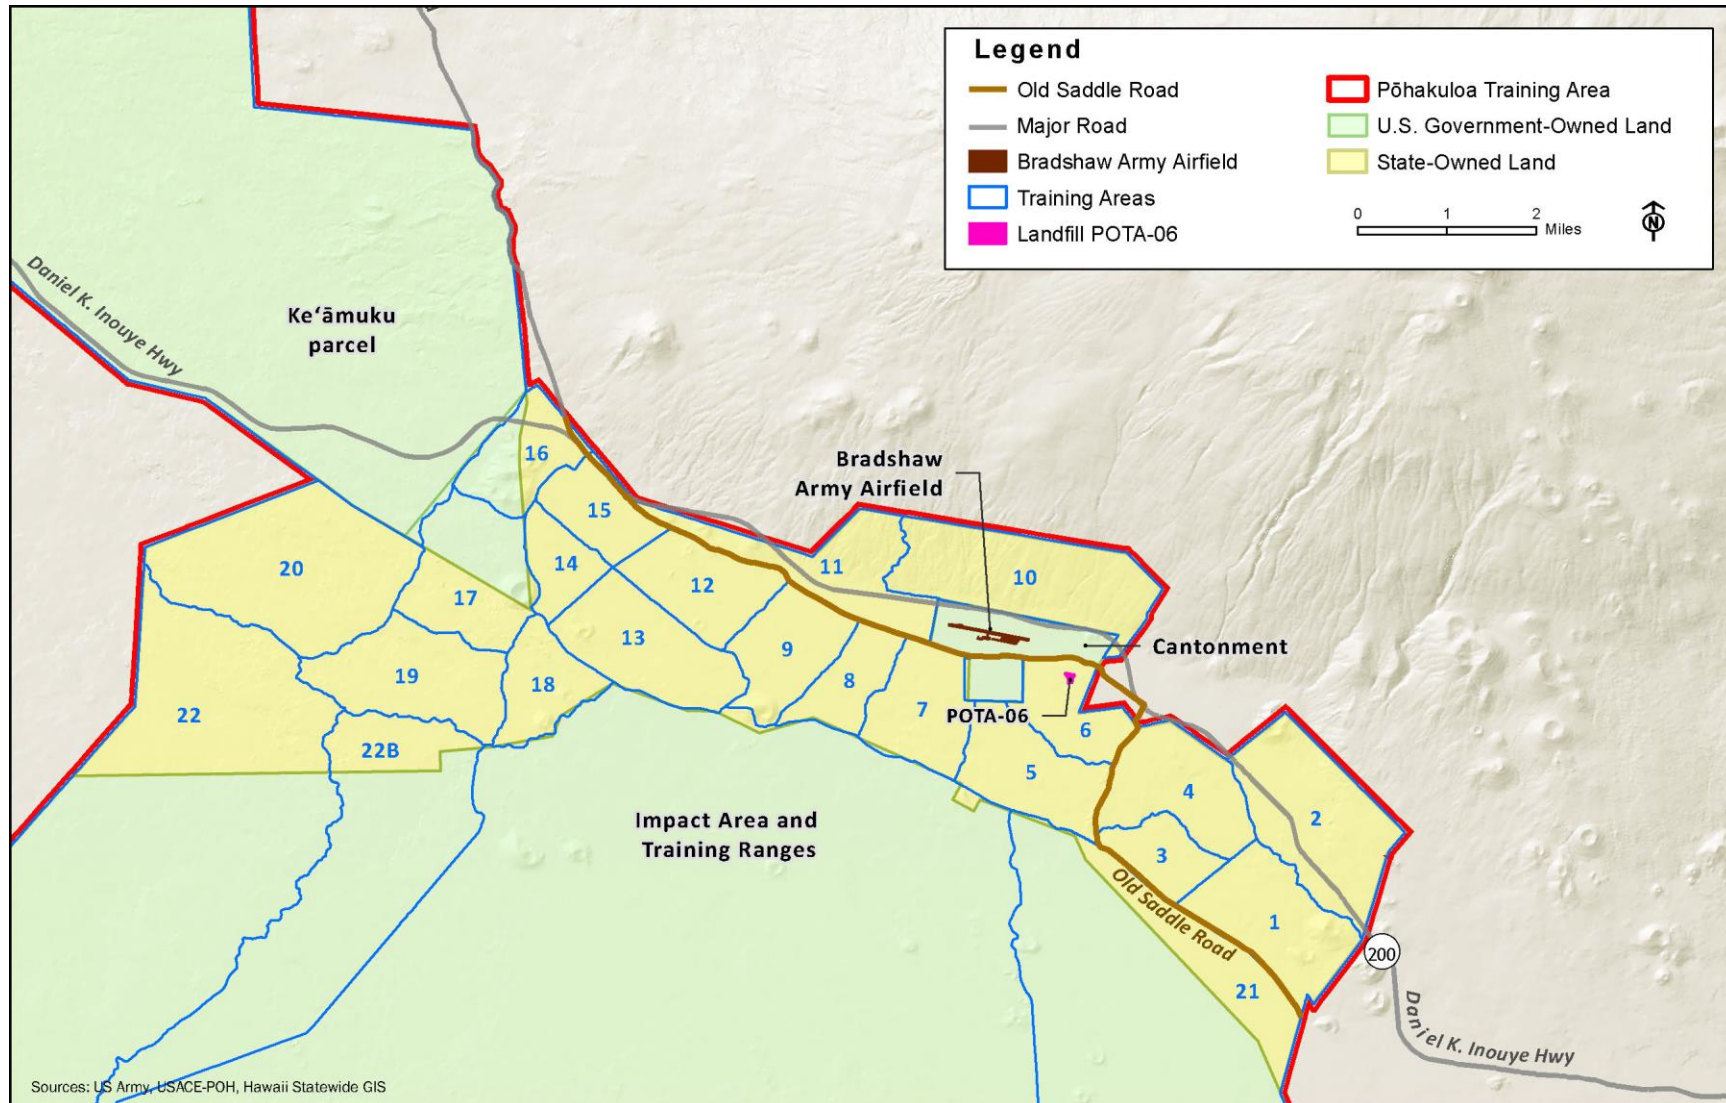 Legend
Old Saddle Road
Major Road
Bradshaw Army Airfield
Training Areas
Landfill POTA-06
Pōhakuloa Training Area
U.S. Government-Owned Land
State-Owned Land
0 1 2
Miles
N
Daniel K. Inouye Hwy
Keʻāmuku
parcel
Bradshaw
Army Airfield
16
15
14
20
17
12
11
10
13
9
8
7
Cantonment
POTA-06
6
19
18
22
22B
5
4
2
3
1
Impact Area and
Training Ranges
Old Saddle Road
21
200
Daniel K. Inouye Hwy
Sources: US Army, USACE-POH, Hawaii Statewide GIS